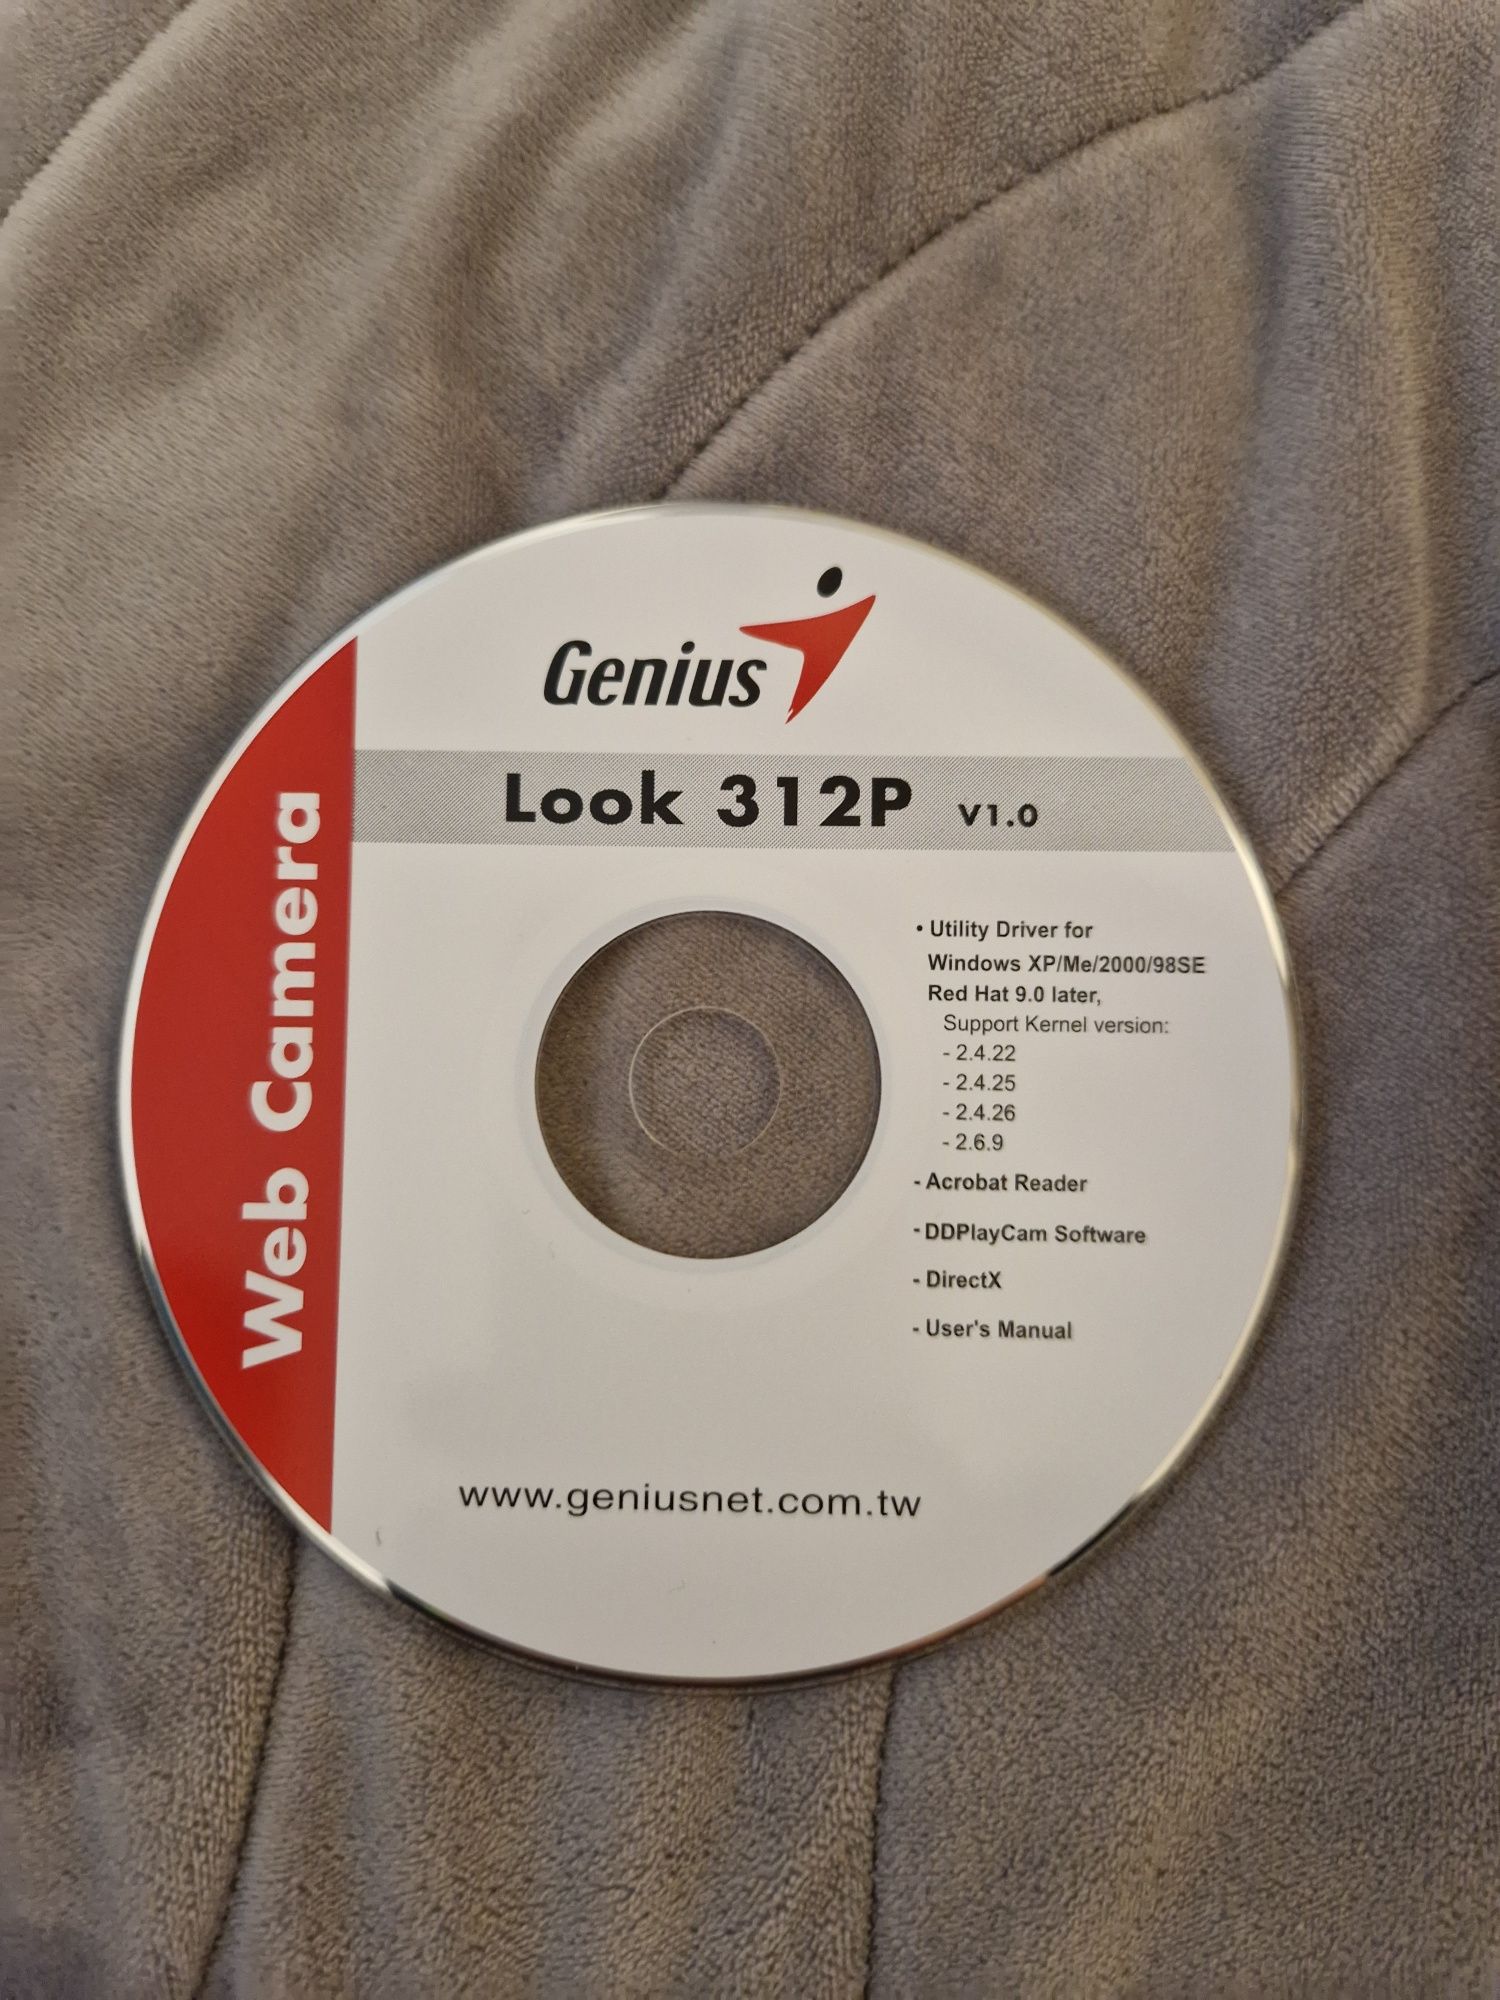 Genius
Look 312P V1.0
Web Camera
• Utility Driver for
Windows XP/Me/2000/98SE
Red Hat 9.0 later,
Support Kernel version:
- 2.4.22
- 2.4.25
- 2.4.26
- 2.6.9
- Acrobat Reader
- DDPlayCam Software
- DirectX
- User's Manual
www.geniusnet.com.tw